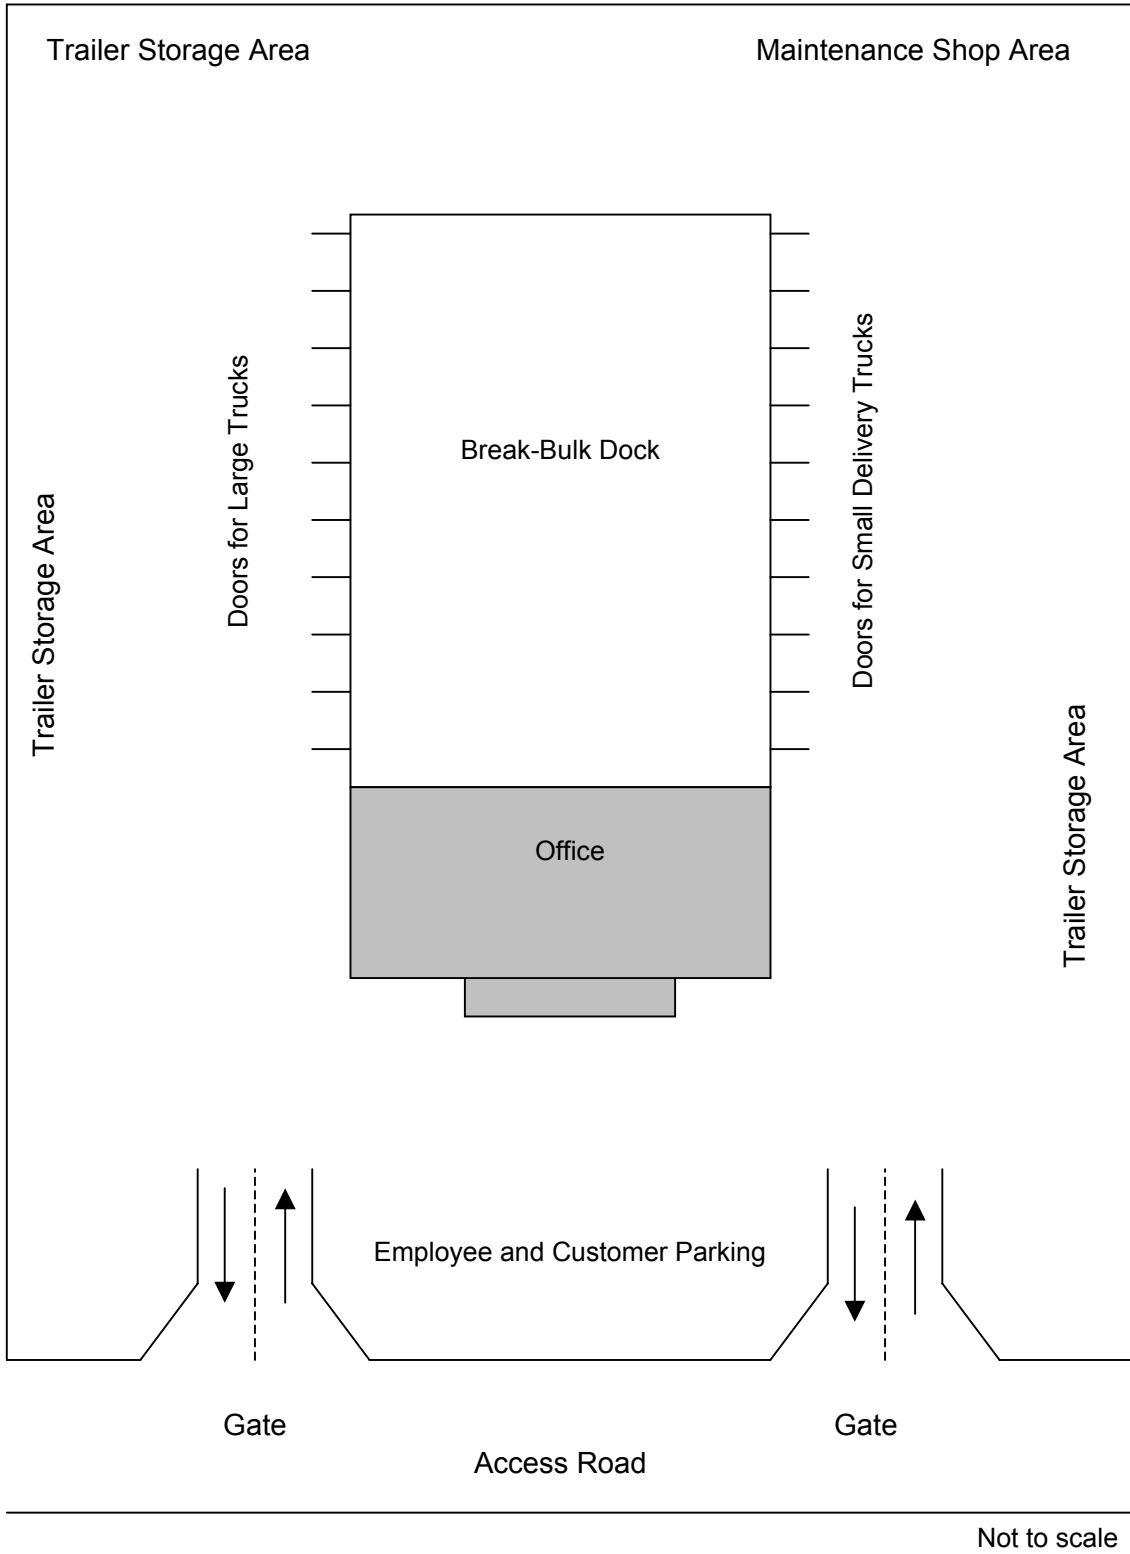 Trailer Storage Area
Maintenance Shop Area
Doors for Large Trucks
Break-Bulk Dock
Doors for Small Delivery Trucks
Trailer Storage Area
Trailer Storage Area
Office
Employee and Customer Parking
Gate
Gate
Access Road
Not to scale